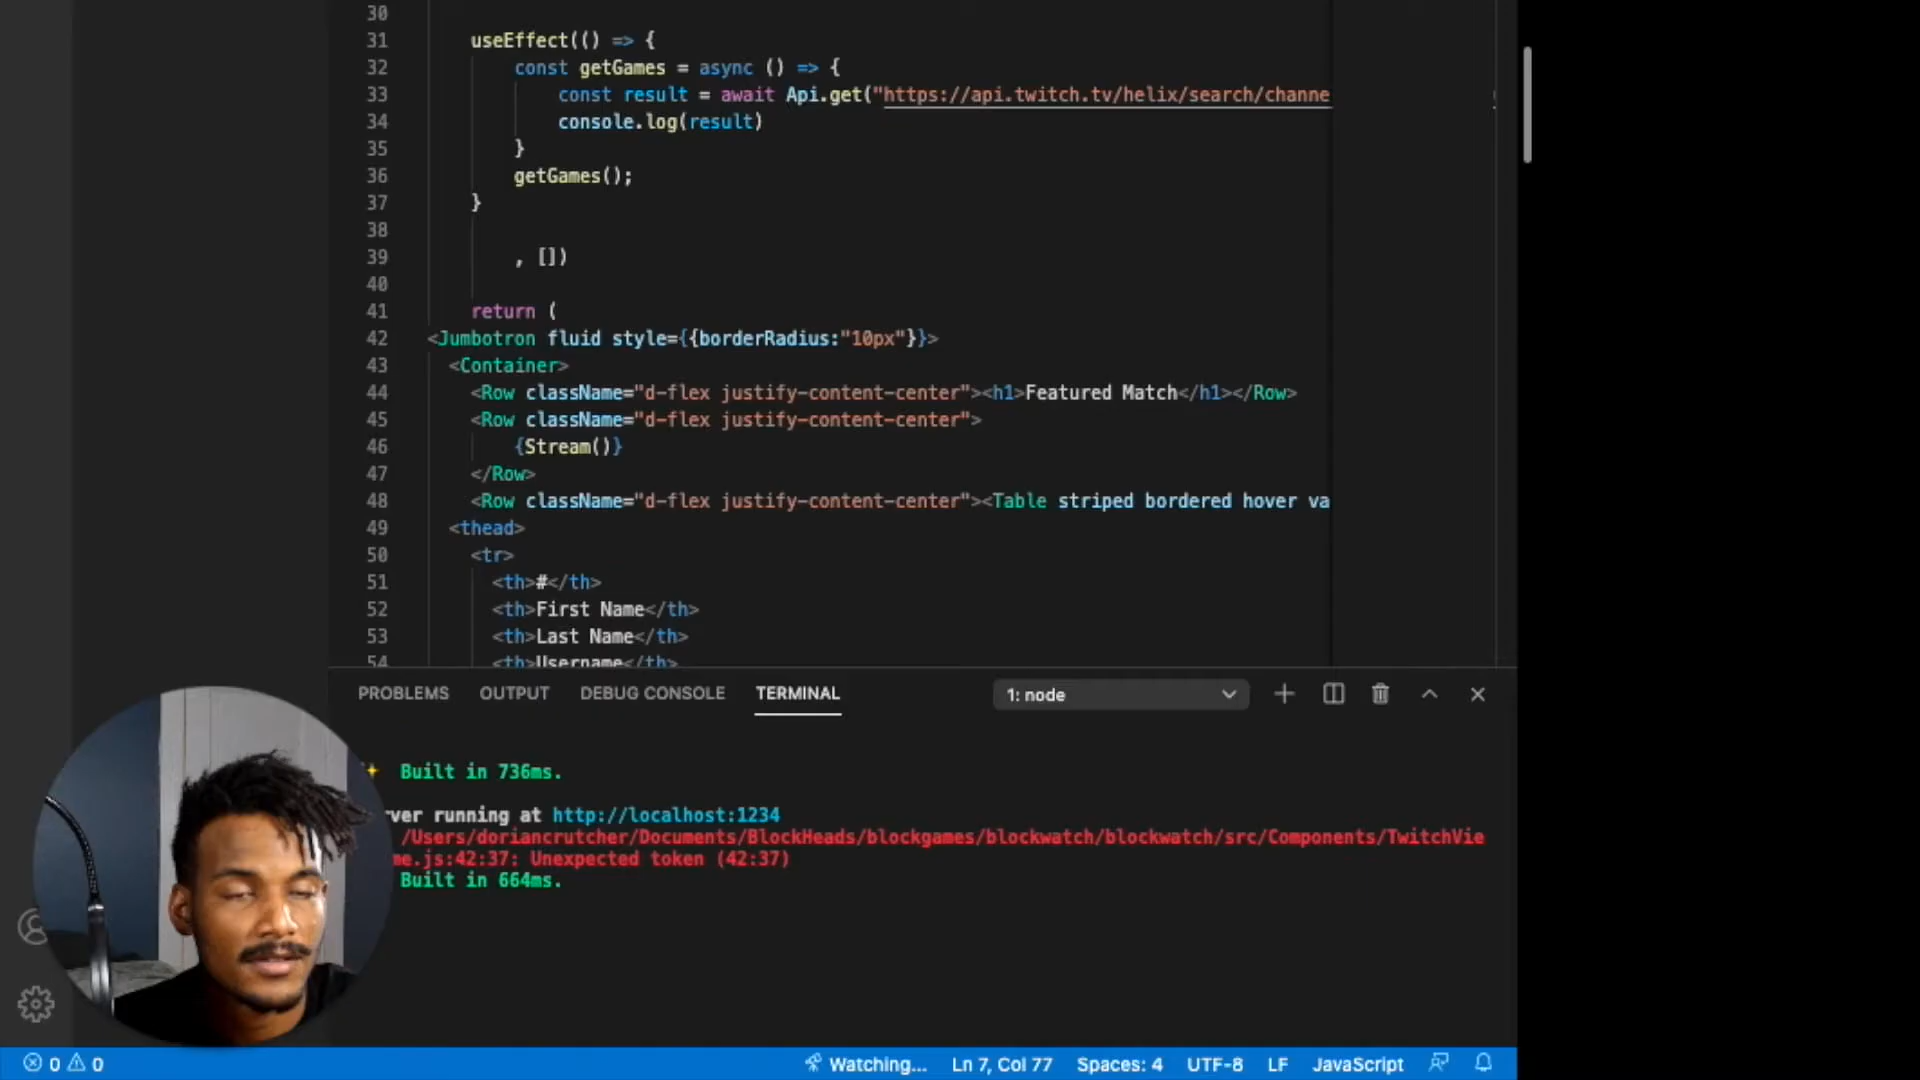 30
31 useEffect(() => {
32 const getGames = async () => {
33 const result = await Api.get("https://api.twitch.tv/helix/search/channe
34 console.log(result)
35 }
36 getGames();
37 }
38
39 , [])
40
41 return (
42 <Jumbotron fluid style={{borderRadius:"10px"}}>
43 <Container>
44 <Row className="d-flex justify-content-center"><h1>Featured Match</h1></Row>
45 <Row className="d-flex justify-content-center">
46 {Stream()}
47 </Row>
48 <Row className="d-flex justify-content-center"><Table striped bordered hover va
49 <thead>
50 <tr>
51 <th>#</th>
52 <th>First Name</th>
53 <th>Last Name</th>
54 <th>Username</th>
PROBLEMS OUTPUT DEBUG CONSOLE TERMINAL 1: node
Built in 736ms.
rver running at http://localhost:1234
/Users/doriancrutcher/Documents/BlockHeads/blockgames/blockwatch/blockwatch/src/Components/TwitchVie
me.js:42:37: Unexpected token (42:37)
Built in 664ms.
0 0 Watching... Ln 7, Col 77 Spaces: 4 UTF-8 LF JavaScript